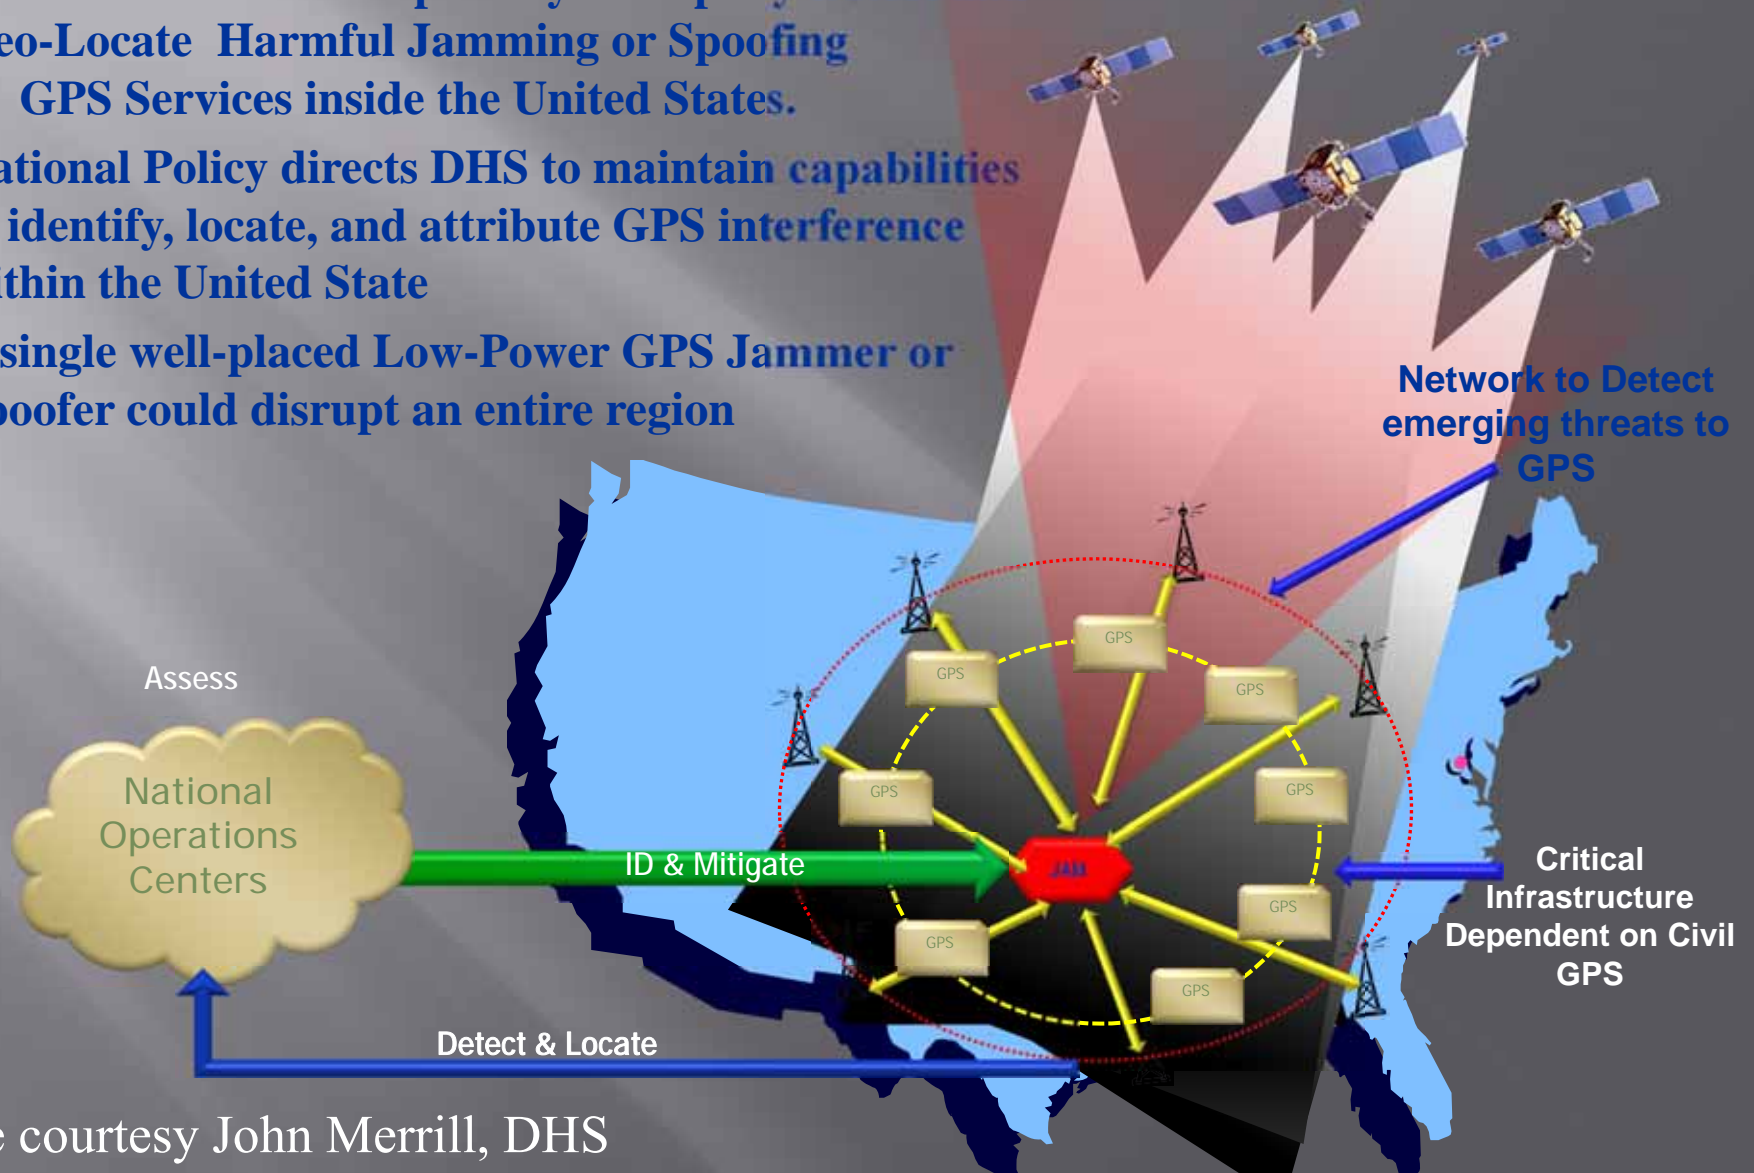 eo-Locate Harmful Jamming or Spoofing
GPS Services inside the United States.
ational Policy directs DHS to maintain capabilities
identify, locate, and attribute GPS interference
ithin the United State
single well-placed Low-Power GPS Jammer or
poofer could disrupt an entire region
Network to Detect
emerging threats to
GPS
Assess
National
Operations
Centers
ID & Mitigate
JAM
GPS
GPS
GPS
GPS
GPS
GPS
GPS
GPS
Critical
Infrastructure
Dependent on Civil
GPS
Detect & Locate
e courtesy John Merrill, DHS